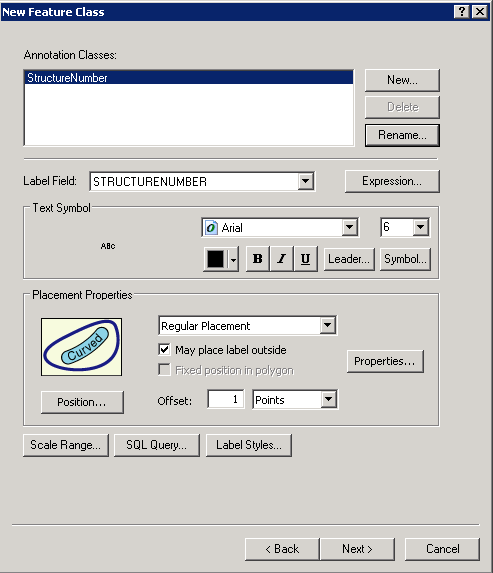 New Feature Class
Annotation Classes:
StructureNumber
New...
Delete
Rename...
Label Field: STRUCTURENUMBER Expression...
Text Symbol
ABC
Arial 6
B I U Leader... Symbol...
Placement Properties
Curved
Regular Placement
May place label outside
Fixed position in polygon
Properties...
Position... Offset: 1 Points
Scale Range... SQL Query... Label Styles...
< Back Next > Cancel